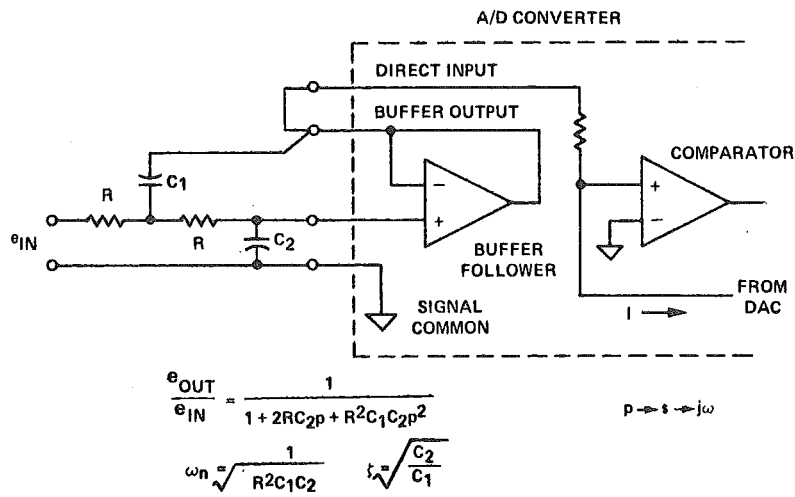 A/D CONVERTER
DIRECT INPUT
BUFFER OUTPUT
COMPARATOR
C1
R
R
eIN
C2
−
+
+
−
BUFFER
FOLLOWER
SIGNAL
COMMON
FROM
DAC
I
eOUT/eIN = 1/(1 + 2RC2p + R²C1C2p²)
p → s → jω
ωn = √(1/(R²C1C2))
ζ = √(C2/C1)